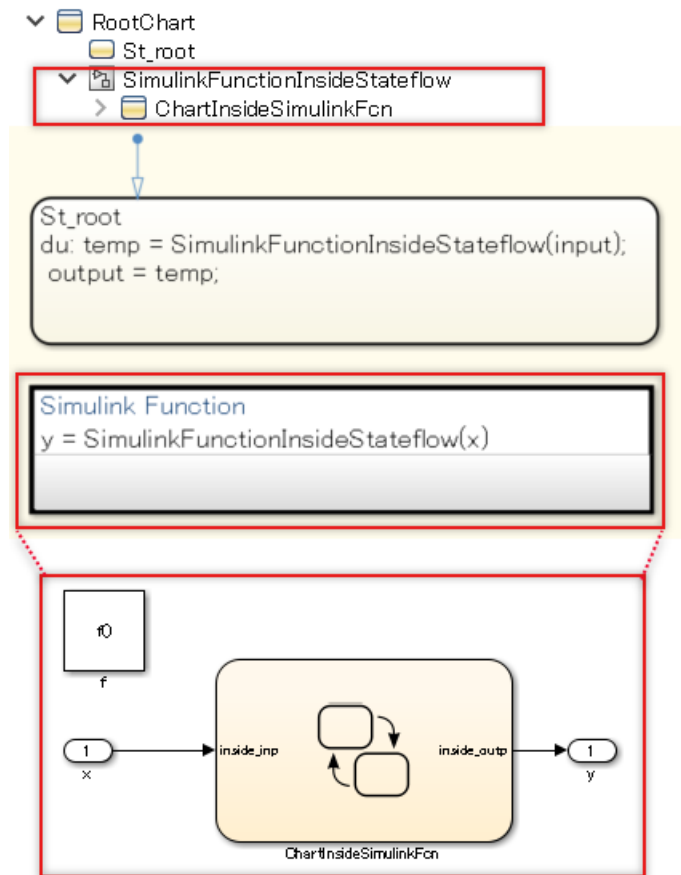 RootChart
St_root
SimulinkFunctionInsideStateflow
ChartInsideSimulinkFcn
St_root
du: temp = SimulinkFunctionInsideStateflow(input);
output = temp;
Simulink Function
y = SimulinkFunctionInsideStateflow(x)
f()
f
1
x
inside_inp
inside_outp
1
y
ChartInsideSimulinkFcn